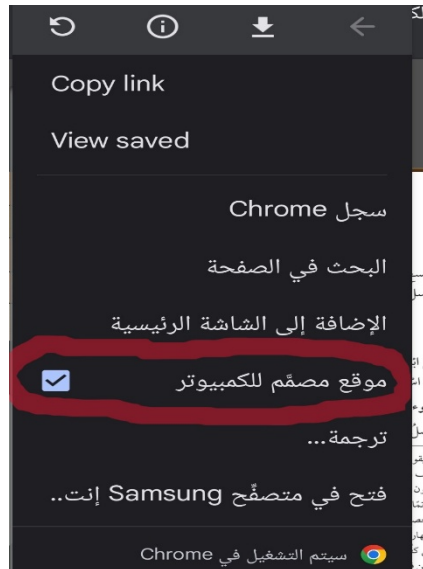 Copy link
View saved
سجل Chrome
البحث في الصفحة
الإضافة إلى الشاشة الرئيسية
موقع مصمَّم للكمبيوتر
ترجمة...
فتح في متصفّح Samsung إنت..
سيتم التشغيل في Chrome